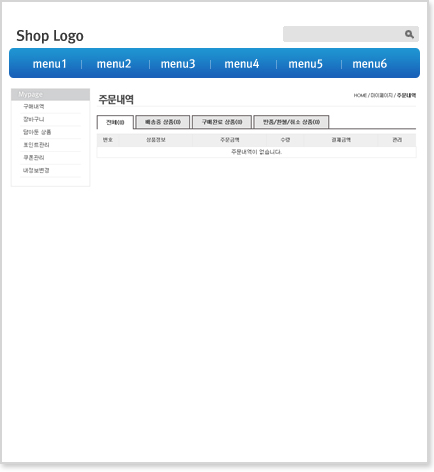 Shop Logo
menu1 menu2 menu3 menu4 menu5 menu6
Mypage
구매내역
장바구니
담아둔 상품
포인트관리
쿠폰관리
내정보변경
주문내역
HOME / 마이페이지 / 주문내역
전체(0) 배송중 상품(0) 구매완료 상품(0) 반품/환불/취소 상품(0)
번호 상품정보 주문금액 수량 결제금액 관리
주문내역이 없습니다.